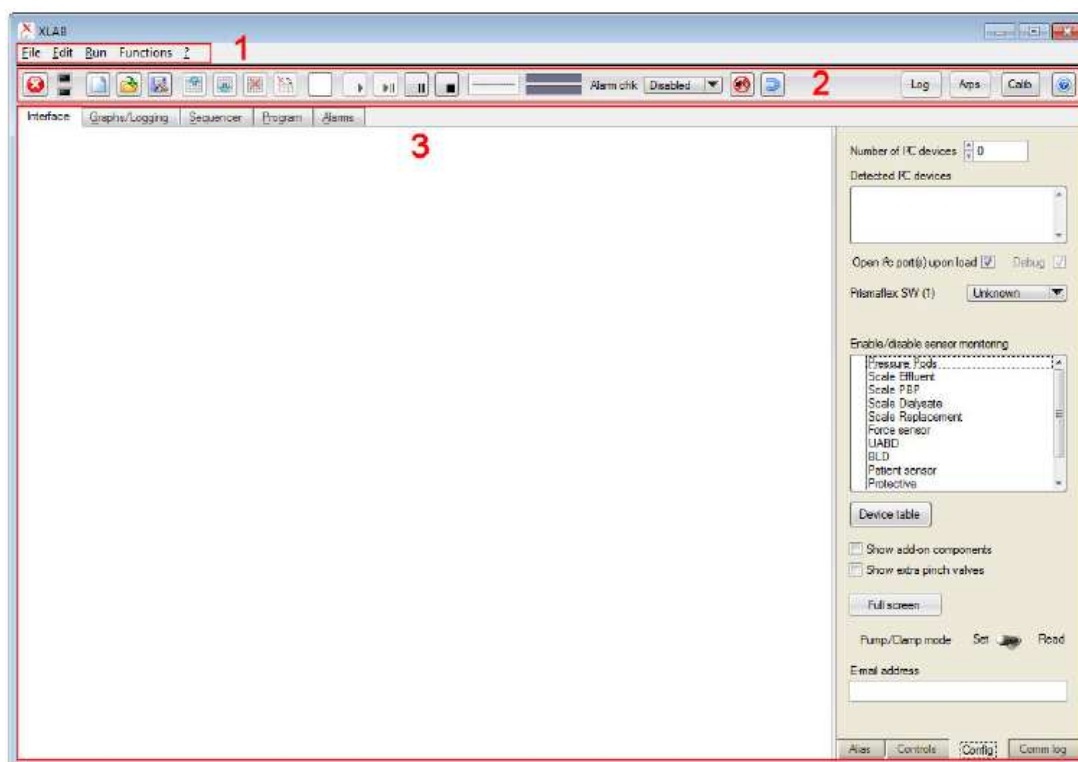 XLAB
File Edit Run Functions ?
1
Alarm chk Disabled
2
Log Arps Calib
Interface Graphs/Logging Sequencer Program Alarms
3
Number of I²C devices 0
Detected I²C devices
Open I²c port(s) upon load Debug
Prismaflex SW (1) Unknown
Enable/disable sensor monitoring
Pressure Pods
Scale Effluent
Scale PBP
Scale Dialysate
Scale Replacement
Force sensor
UABD
BLD
Patient sensor
Protective
Device table
Show add-on components
Show extra pinch valves
Full screen
Pump/Clamp mode Set Read
E-mail address
Alias Controls Config Comm log